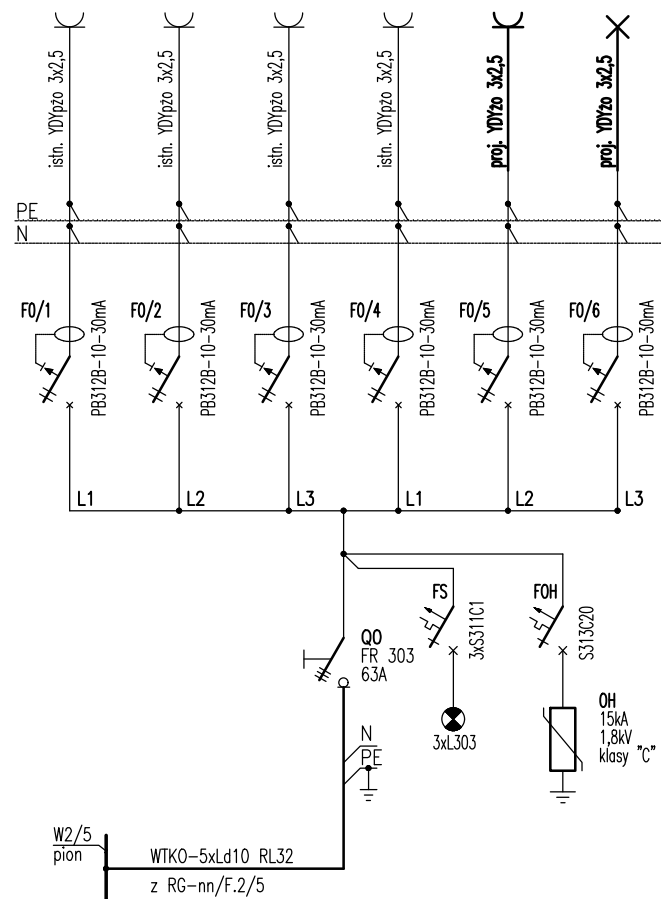 istn. YDYpżo 3x2,5
istn. YDYpżo 3x2,5
istn. YDYpżo 3x2,5
istn. YDYpżo 3x2,5
proj. YDYżo 3x2,5
proj. YDYżo 3x2,5
PE
N
F0/1
F0/2
F0/3
F0/4
F0/5
F0/6
PB312B-10-30mA
PB312B-10-30mA
PB312B-10-30mA
PB312B-10-30mA
PB312B-10-30mA
PB312B-10-30mA
L1
L2
L3
L1
L2
L3
Q0
FR 303
63A
FS
3xS311C1
3xL303
FOH
S313C20
OH
15kA
1,8kV
klasy "C"
N
PE
W2/5
pion
WTKO-5xLd10 RL32
z RG-nn/F.2/5